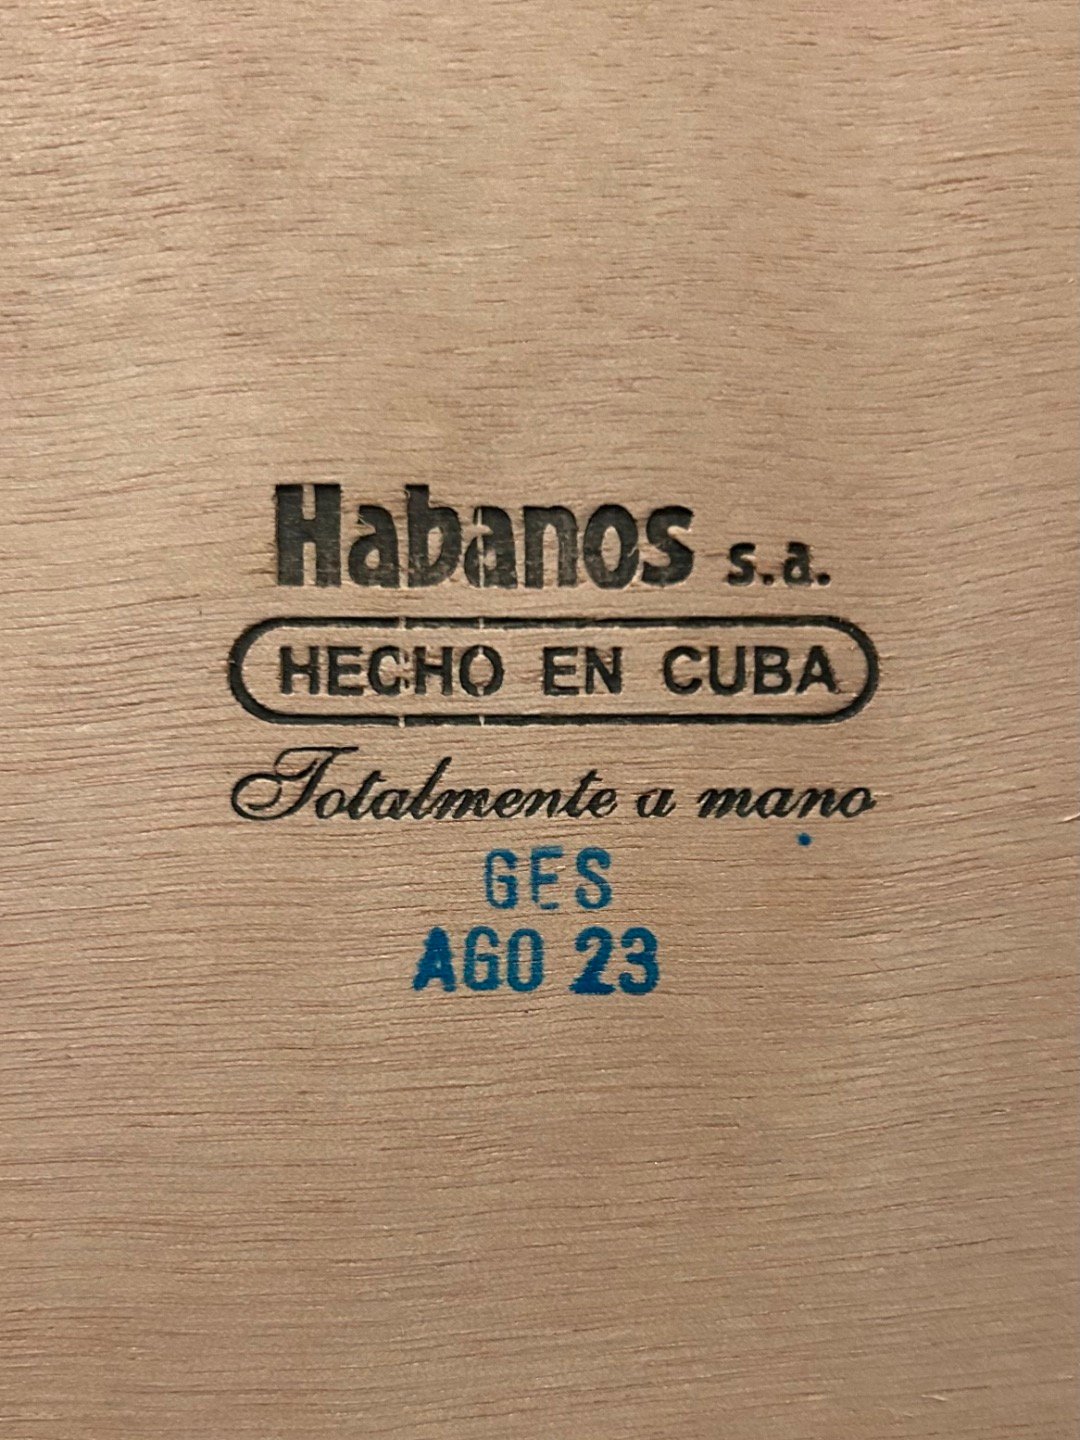 Habanos s.a.
HECHO EN CUBA
Totalmente a mano
GES
AGO 23